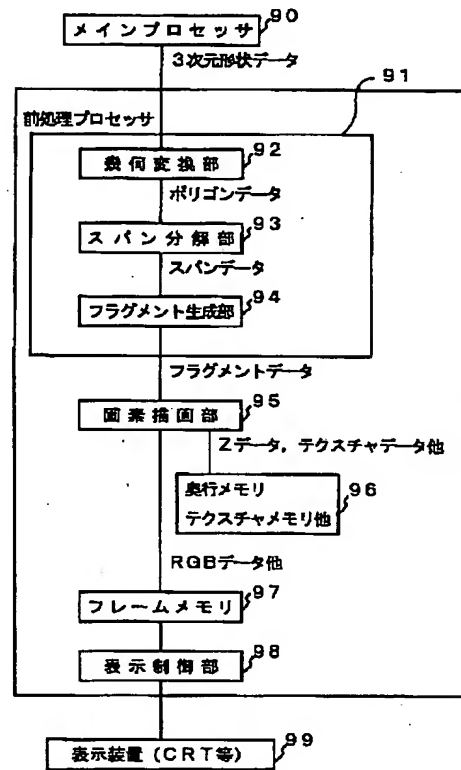 メインプロセッサ 90
3次元形状データ
91
前処理プロセッサ
幾何変換部 92
ポリゴンデータ
スパン分解部 93
スパンデータ
フラグメント生成部 94
フラグメントデータ
画素描画部 95
Zデータ,テクスチャデータ他
奥行メモリ
テクスチャメモリ他 96
RGBデータ他
フレームメモリ 97
表示制御部 98
表示装置(CRT等) 99